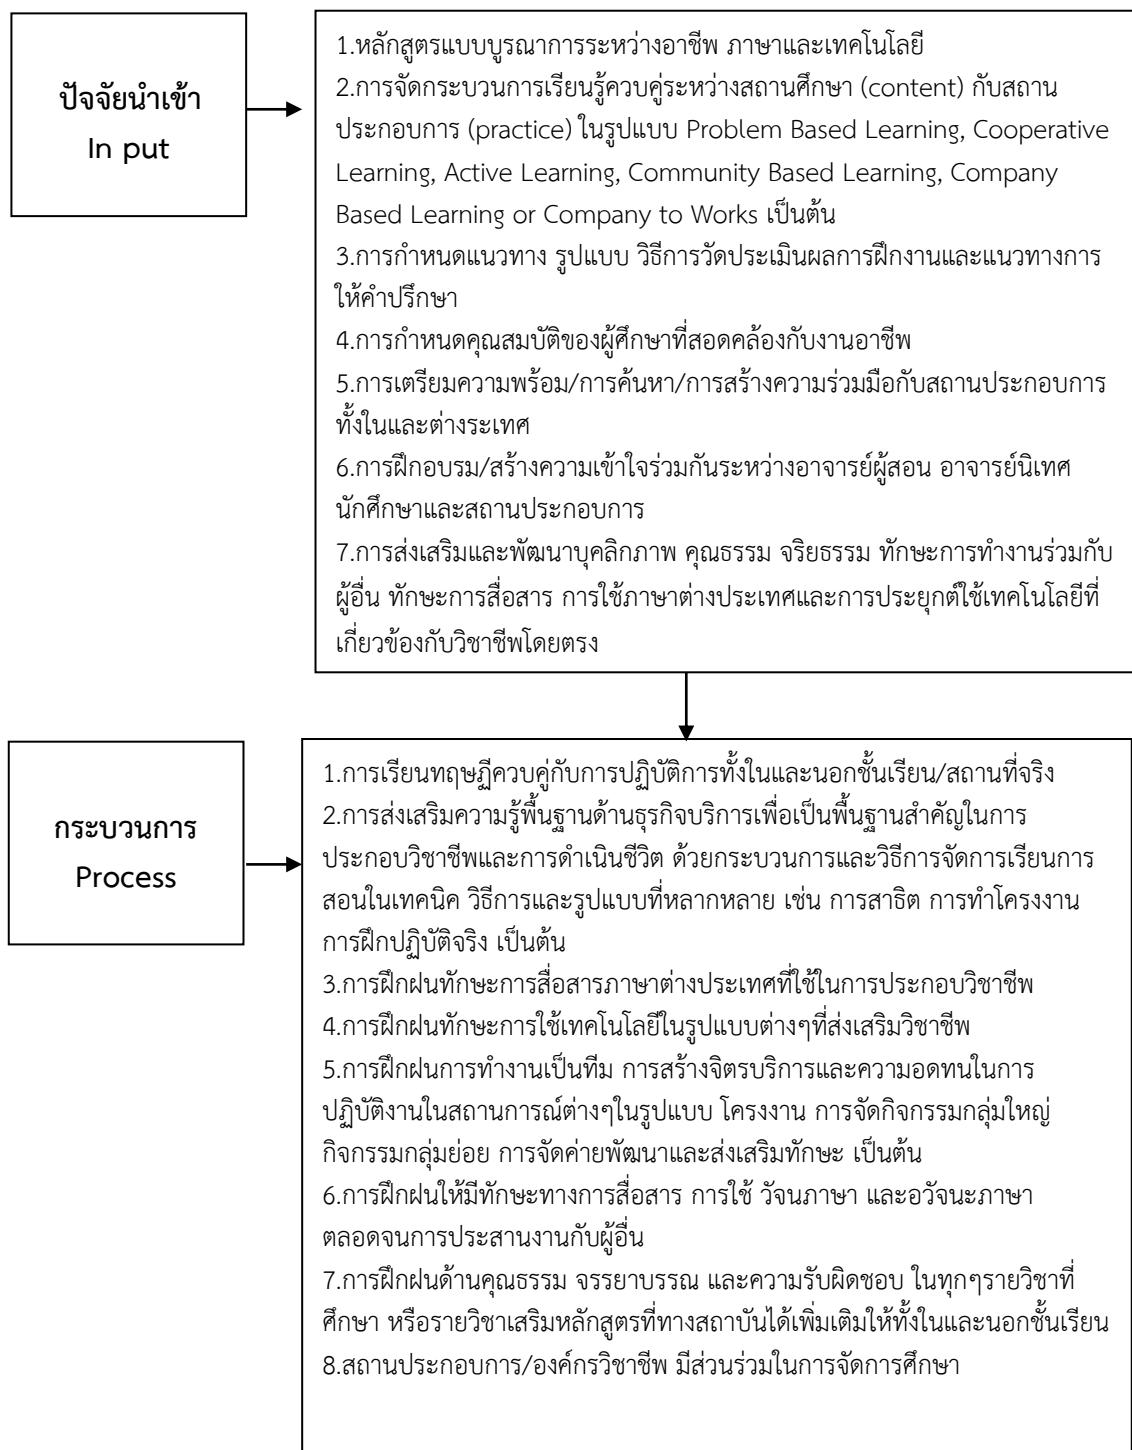 ปัจจัยนำเข้า
In put
1.หลักสูตรแบบบูรณาการระหว่างอาชีพ ภาษาและเทคโนโลยี
2.การจัดกระบวนการเรียนรู้ควบคู่ระหว่างสถานศึกษา (content) กับสถาน
ประกอบการ (practice) ในรูปแบบ Problem Based Learning, Cooperative
Learning, Active Learning, Community Based Learning, Company
Based Learning or Company to Works เป็นต้น
3.การกำหนดแนวทาง รูปแบบ วิธีการวัดประเมินผลการฝึกงานและแนวทางการ
ให้คำปรึกษา
4.การกำหนดคุณสมบัติของผู้ศึกษาที่สอดคล้องกับงานอาชีพ
5.การเตรียมความพร้อม/การค้นหา/การสร้างความร่วมมือกับสถานประกอบการ
ทั้งในและต่างระเทศ
6.การฝึกอบรม/สร้างความเข้าใจร่วมกันระหว่างอาจารย์ผู้สอน อาจารย์นิเทศ
นักศึกษาและสถานประกอบการ
7.การส่งเสริมและพัฒนาบุคลิกภาพ คุณธรรม จริยธรรม ทักษะการทำงานร่วมกับ
ผู้อื่น ทักษะการสื่อสาร การใช้ภาษาต่างประเทศและการประยุกต์ใช้เทคโนโลยีที่
เกี่ยวข้องกับวิชาชีพโดยตรง
กระบวนการ
Process
1.การเรียนทฤษฏีควบคู่กับการปฏิบัติการทั้งในและนอกชั้นเรียน/สถานที่จริง
2.การส่งเสริมความรู้พื้นฐานด้านธุรกิจบริการเพื่อเป็นพื้นฐานสำคัญในการ
ประกอบวิชาชีพและการดำเนินชีวิต ด้วยกระบวนการและวิธีการจัดการเรียนการ
สอนในเทคนิค วิธีการและรูปแบบที่หลากหลาย เช่น การสาธิต การทำโครงงาน
การฝึกปฏิบัติจริง เป็นต้น
3.การฝึกฝนทักษะการสื่อสารภาษาต่างประเทศที่ใช้ในการประกอบวิชาชีพ
4.การฝึกฝนทักษะการใช้เทคโนโลยีในรูปแบบต่างๆที่ส่งเสริมวิชาชีพ
5.การฝึกฝนการทำงานเป็นทีม การสร้างจิตรบริการและความอดทนในการ
ปฏิบัติงานในสถานการณ์ต่างๆในรูปแบบ โครงงาน การจัดกิจกรรมกลุ่มใหญ่
กิจกรรมกลุ่มย่อย การจัดค่ายพัฒนาและส่งเสริมทักษะ เป็นต้น
6.การฝึกฝนให้มีทักษะทางการสื่อสาร การใช้ วัจนภาษา และอวัจนะภาษา
ตลอดจนการประสานงานกับผู้อื่น
7.การฝึกฝนด้านคุณธรรม จรรยาบรรณ และความรับผิดชอบ ในทุกๆรายวิชาที่
ศึกษา หรือรายวิชาเสริมหลักสูตรที่ทางสถาบันได้เพิ่มเติมให้ทั้งในและนอกชั้นเรียน
8.สถานประกอบการ/องค์กรวิชาชีพ มีส่วนร่วมในการจัดการศึกษา